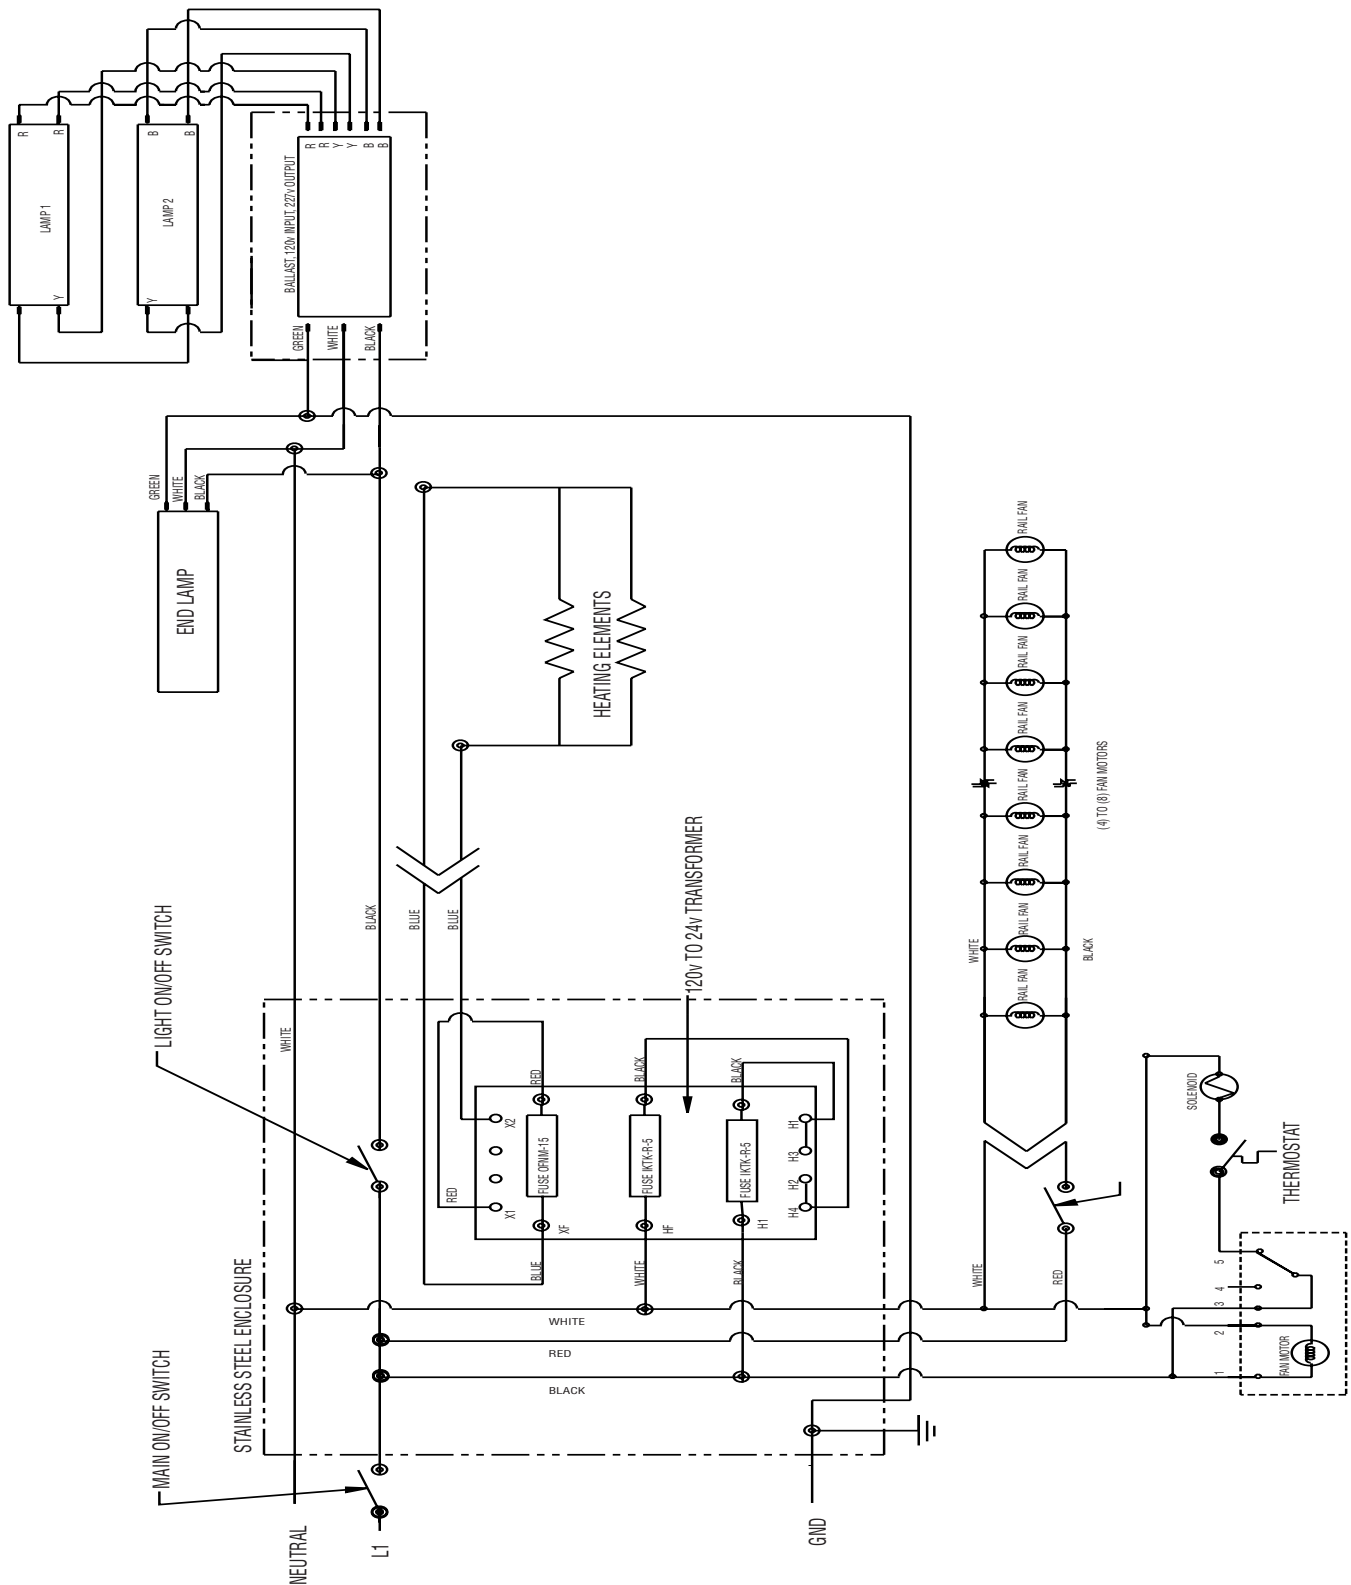 R
R
Y
LAMP 1
B
B
Y
LAMP 2
R
R
Y
Y
B
B
BALLAST, 120v INPUT, 227v OUTPUT
GREEN
WHITE
BLACK
GREEN
WHITE
BLACK
END LAMP
HEATING ELEMENTS
RAIL FAN
RAIL FAN
RAIL FAN
RAIL FAN
RAIL FAN
RAIL FAN
RAIL FAN
RAIL FAN
(4) TO (8) FAN MOTORS
WHITE
BLACK
LIGHT ON/OFF SWITCH
BLACK
BLUE
BLUE
120v TO 24v TRANSFORMER
WHITE
RED
BLACK
BLACK
RED
X2
X1
FUSE OFNM-15
XF
FUSE IKTK-R-5
HF
FUSE IKTK-R-5
H1
H1
H3
H2
H4
BLUE
WHITE
BLACK
WHITE
RED
SOLENOID
THERMOSTAT
STAINLESS STEEL ENCLOSURE
WHITE
RED
BLACK
5
4
3
2
1
FAN MOTOR
MAIN ON/OFF SWITCH
NEUTRAL
L1
GND